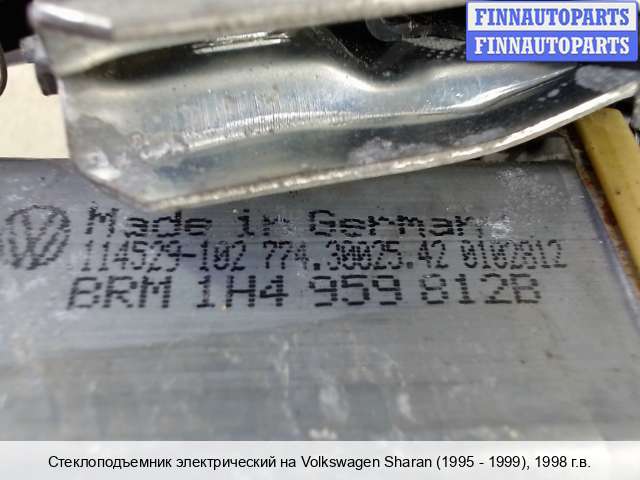 FINNAUTOPARTS
FINNAUTOPARTS
Made in Germany
114529-102 774.30025.42 0102812
BRM 1H4 959 812B
Стеклоподъемник электрический на Volkswagen Sharan (1995 - 1999), 1998 г.в.